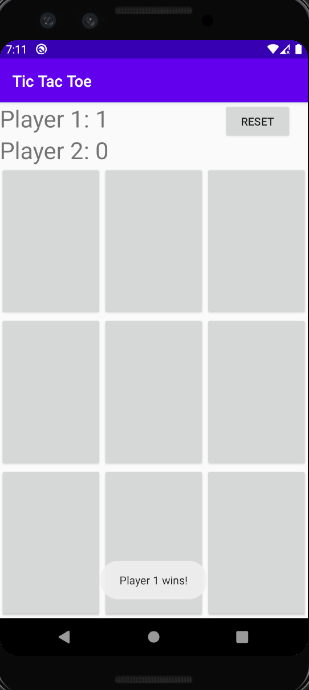 7:11
Tic Tac Toe
Player 1: 1
RESET
Player 2: 0
Player 1 wins!